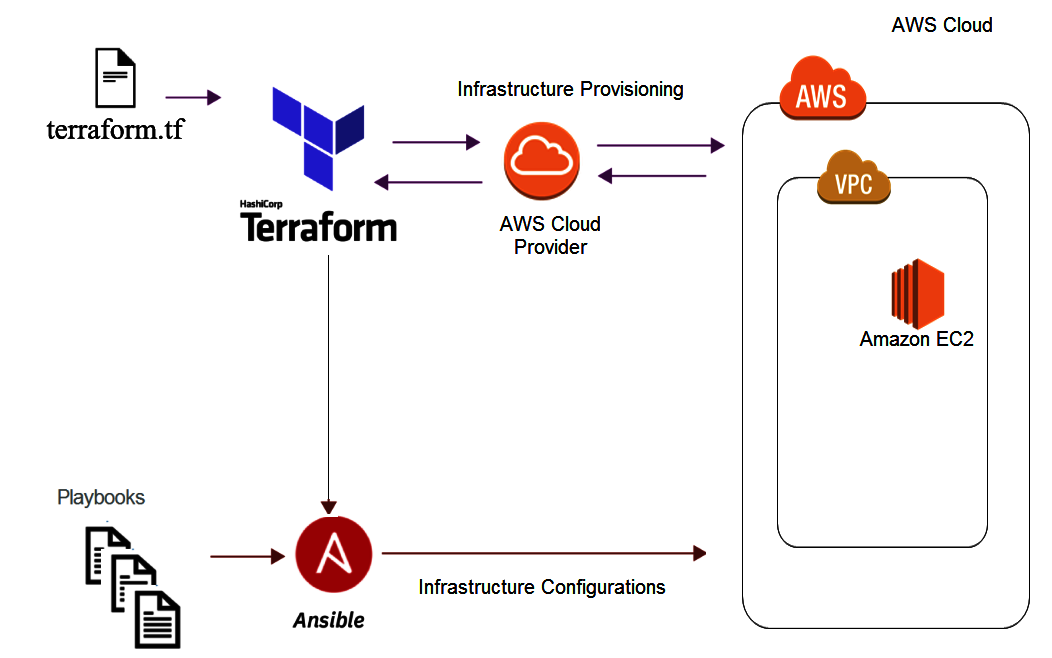 AWS Cloud
terraform.tf
Infrastructure Provisioning
AWS
HashiCorp
Terraform
AWS Cloud
Provider
VPC
Amazon EC2
Playbooks
Ansible
Infrastructure Configurations